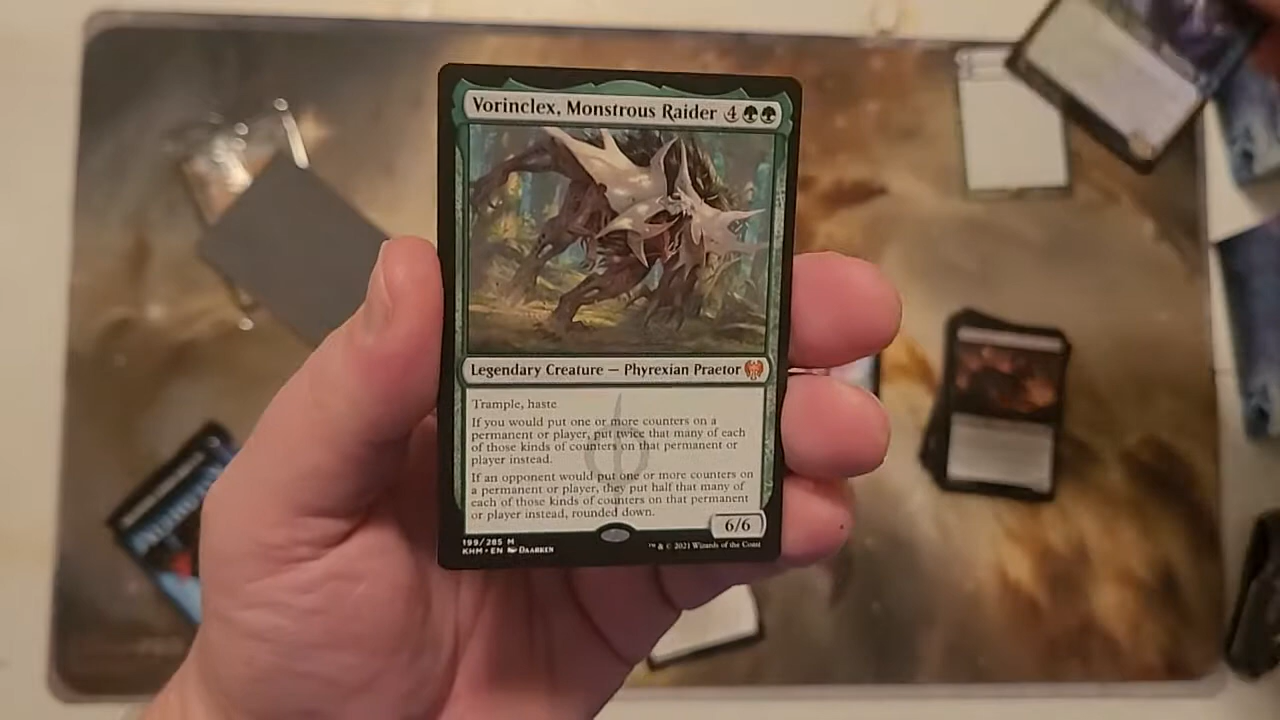 Vorinclex, Monstrous Raider 4
Legendary Creature — Phyrexian Praetor
Trample, haste
If you would put one or more counters on a
permanent or player, put twice that many of each
of those kinds of counters on that permanent or
player instead.
If an opponent would put one or more counters on
a permanent or player, they put half that many of
each of those kinds of counters on that permanent
or player instead, rounded down.
6/6
199/285 M
KHM • EN DAARKEN
™ & © 2021 Wizards of the Coast